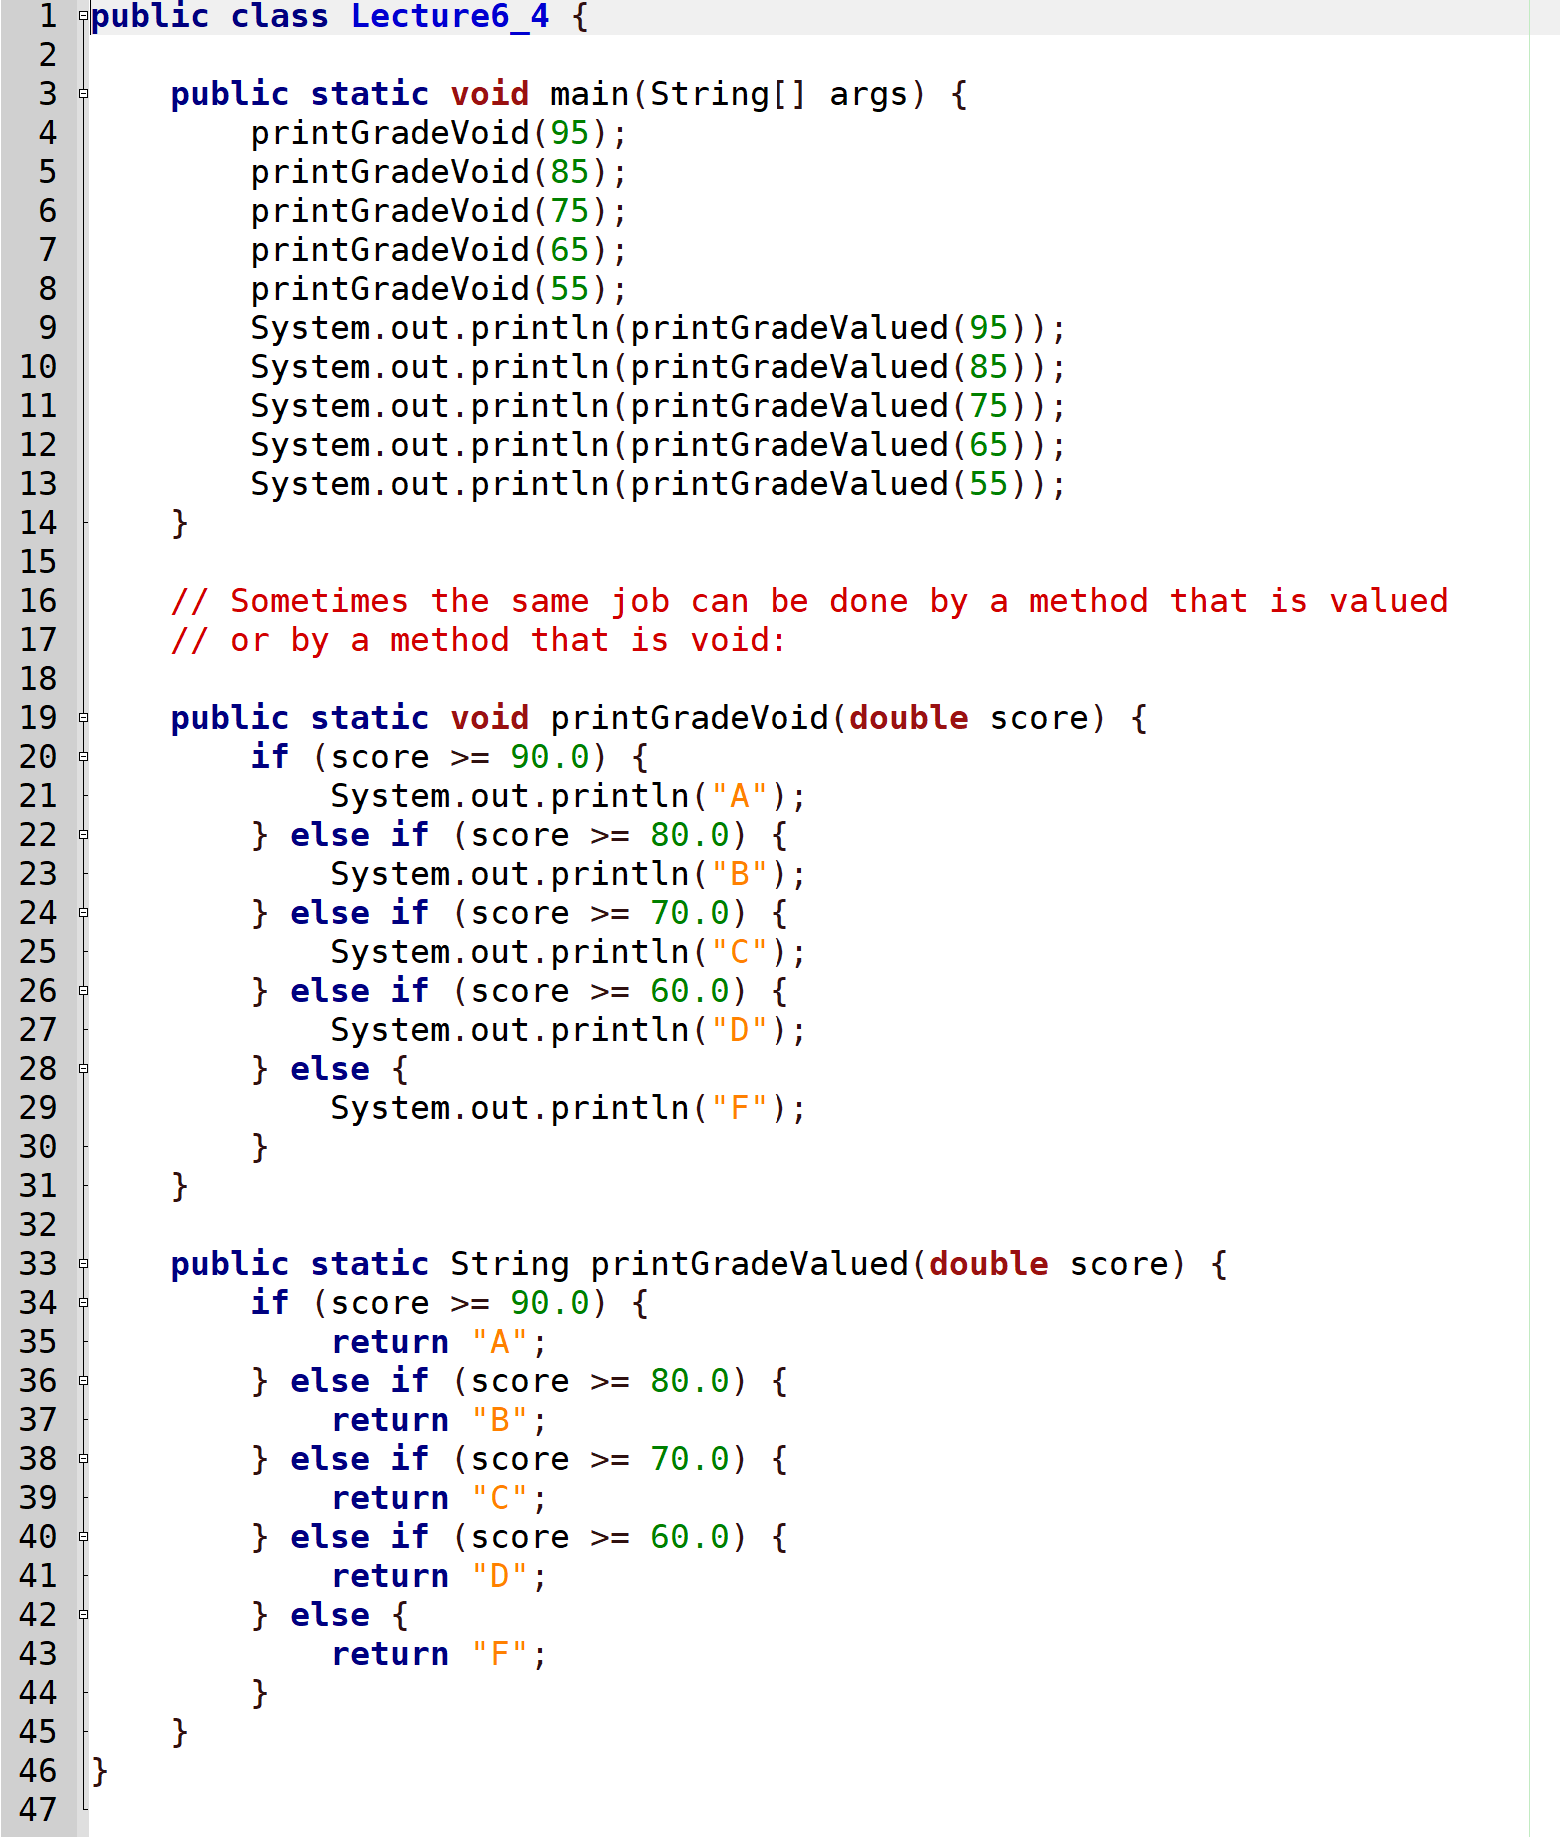 1 public class Lecture6_4 {
2
3     public static void main(String[] args) {
4         printGradeVoid(95);
5         printGradeVoid(85);
6         printGradeVoid(75);
7         printGradeVoid(65);
8         printGradeVoid(55);
9         System.out.println(printGradeValued(95));
10         System.out.println(printGradeValued(85));
11         System.out.println(printGradeValued(75));
12         System.out.println(printGradeValued(65));
13         System.out.println(printGradeValued(55));
14     }
15
16     // Sometimes the same job can be done by a method that is valued
17     // or by a method that is void:
18
19     public static void printGradeVoid(double score) {
20         if (score >= 90.0) {
21             System.out.println("A");
22         } else if (score >= 80.0) {
23             System.out.println("B");
24         } else if (score >= 70.0) {
25             System.out.println("C");
26         } else if (score >= 60.0) {
27             System.out.println("D");
28         } else {
29             System.out.println("F");
30         }
31     }
32
33     public static String printGradeValued(double score) {
34         if (score >= 90.0) {
35             return "A";
36         } else if (score >= 80.0) {
37             return "B";
38         } else if (score >= 70.0) {
39             return "C";
40         } else if (score >= 60.0) {
41             return "D";
42         } else {
43             return "F";
44         }
45     }
46 }
47